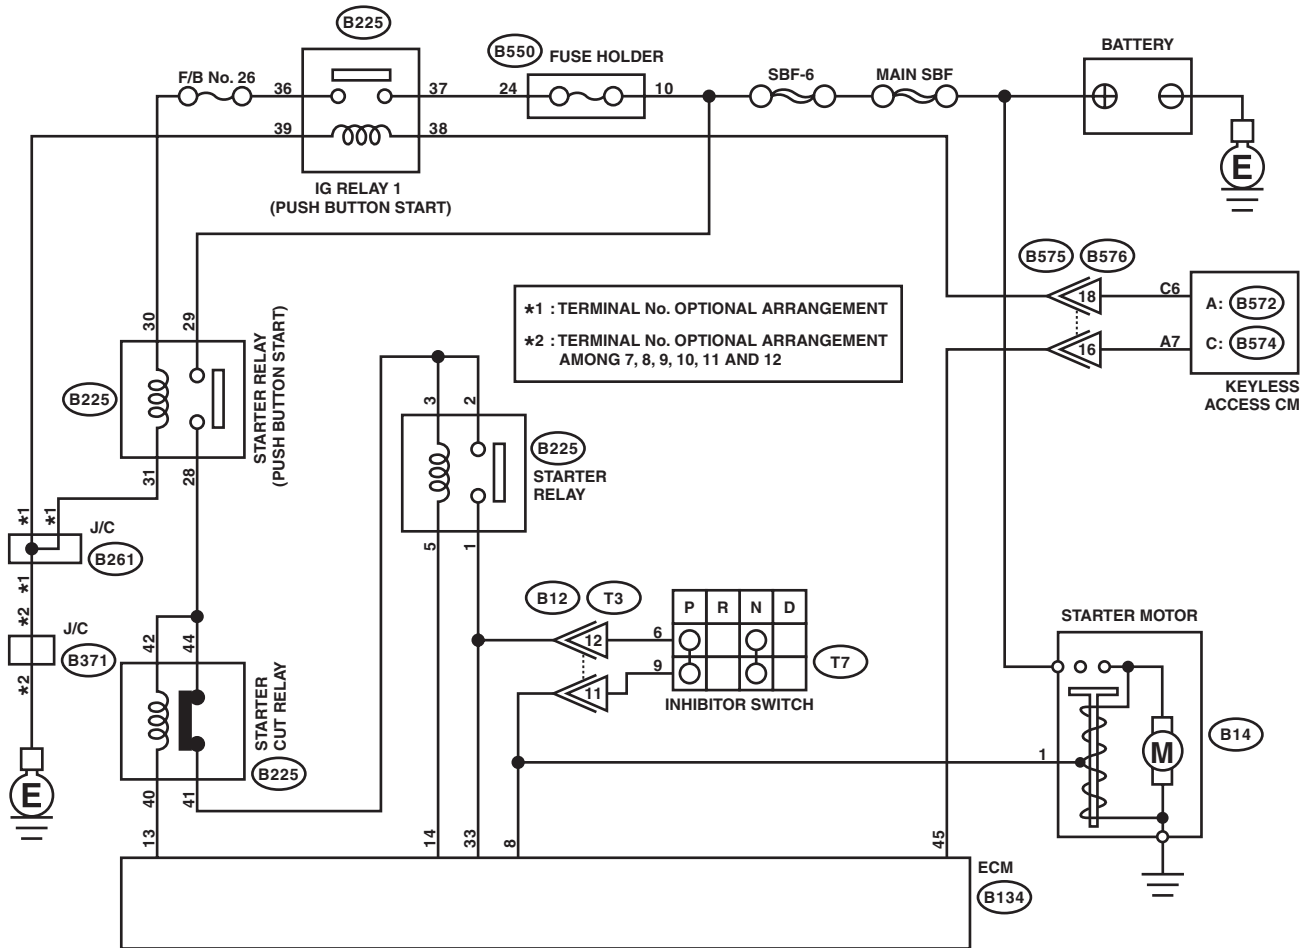 B225
B550
FUSE HOLDER
BATTERY
F/B No. 26
SBF-6
MAIN SBF
36
37
24
10
39
38
IG RELAY 1
(PUSH BUTTON START)
E
B575
B576
18
C6
A: B572
16
A7
C: B574
KEYLESS
ACCESS CM
*1 : TERMINAL No. OPTIONAL ARRANGEMENT
*2 : TERMINAL No. OPTIONAL ARRANGEMENT
AMONG 7, 8, 9, 10, 11 AND 12
30
29
B225
STARTER RELAY
(PUSH BUTTON START)
31
28
3
2
B225
STARTER
RELAY
5
1
*1
*1
J/C
B261
*1
*2
J/C
B371
*2
E
42
44
STARTER
CUT RELAY
B225
40
41
B12
T3
P R N D
12
6
11
9
T7
INHIBITOR SWITCH
STARTER MOTOR
1
M
B14
13
14
33
8
45
ECM
B134